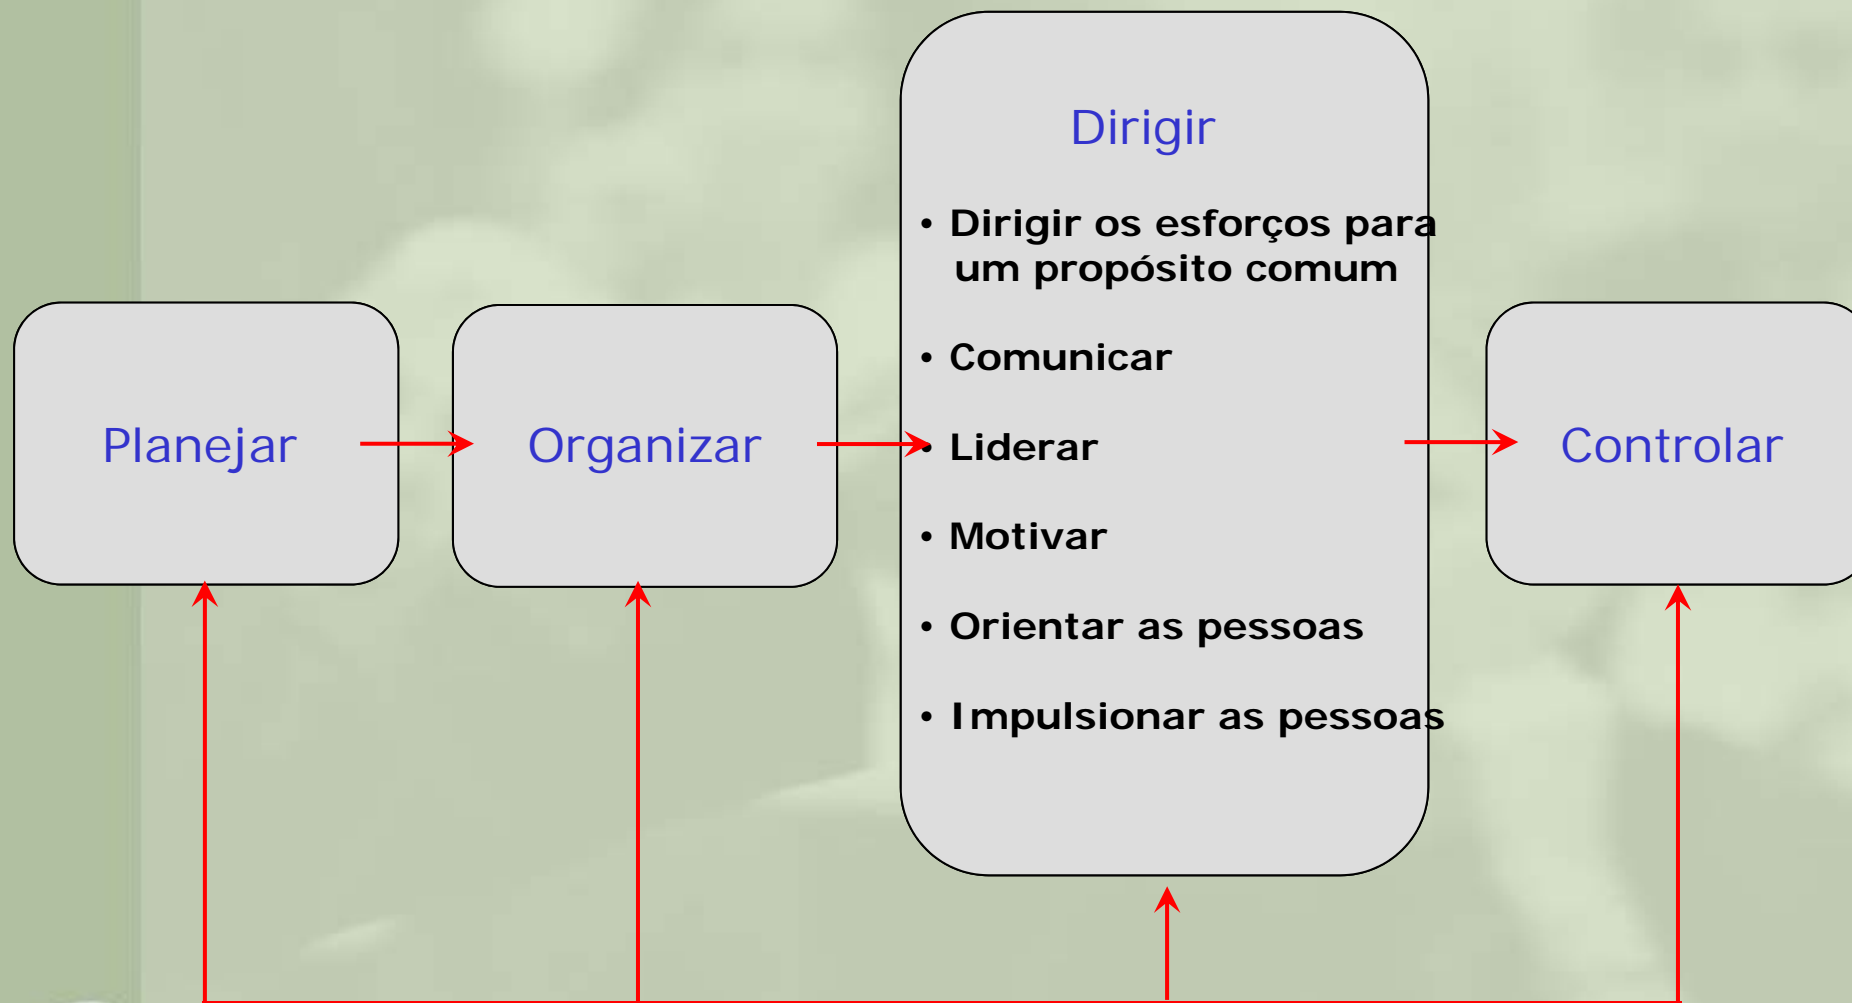 Planejar
Organizar
Dirigir
• Dirigir os esforços para
um propósito comum
• Comunicar
• Liderar
• Motivar
• Orientar as pessoas
• Impulsionar as pessoas
Controlar